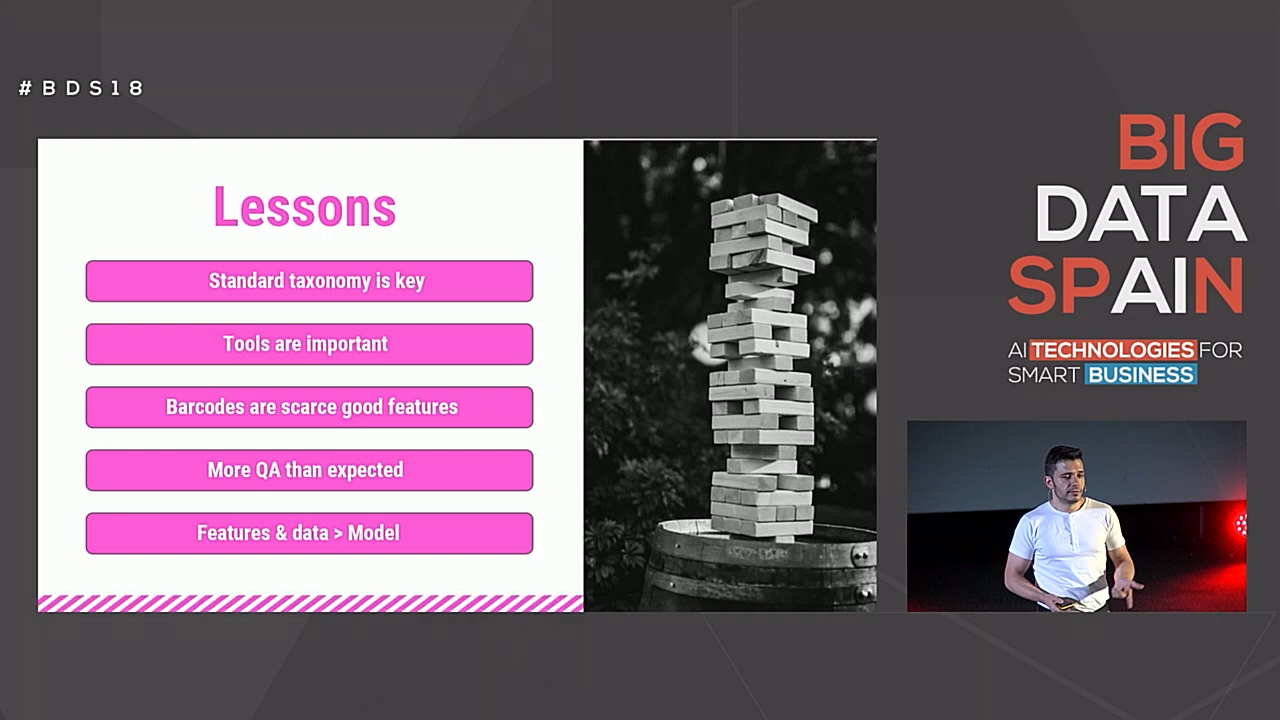 #BDS18
Lessons
Standard taxonomy is key
Tools are important
Barcodes are scarce good features
More QA than expected
Features & data > Model
BIG
DATA
SPAIN
AI TECHNOLOGIES FOR
SMART BUSINESS